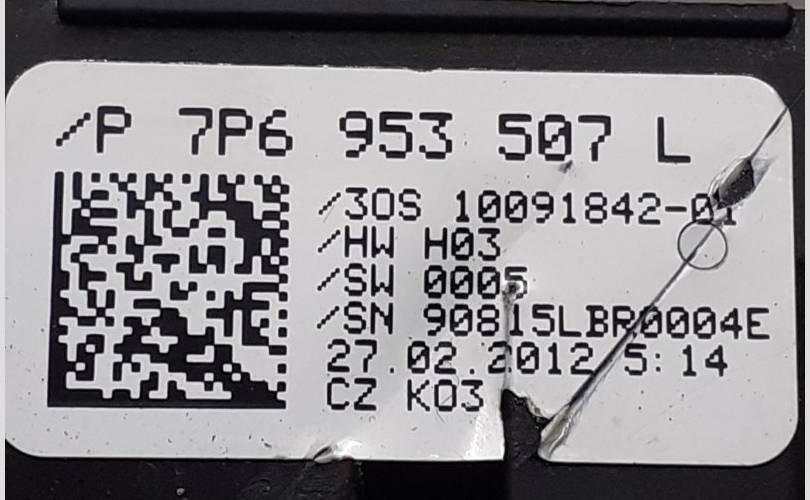 /P 7P6 953 507 L
/3OS 10091842-01
/HW H03
/SW 0005
/SN 90815LBR0004E
27.02.2012 5:14
CZ K03